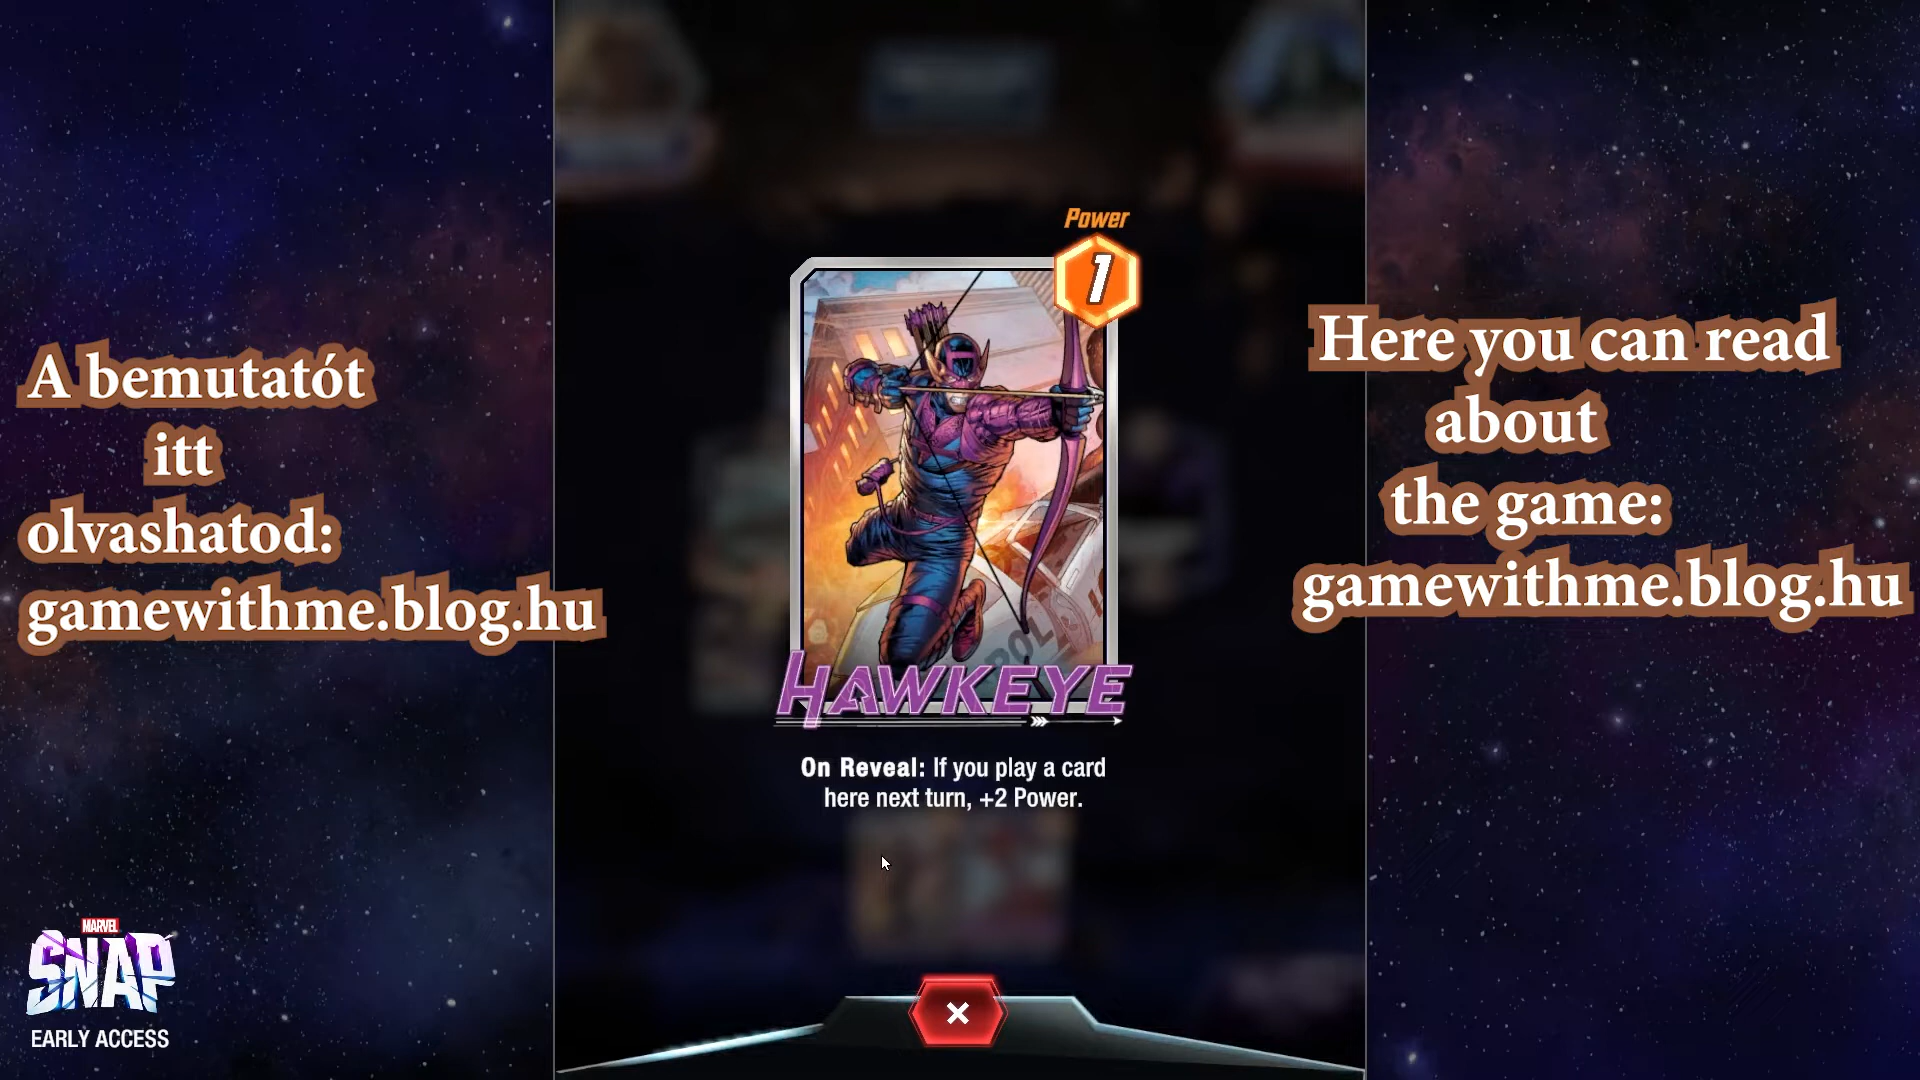 A bemutatót
itt
olvashatod:
gamewithme.blog.hu
Power
1
HAWKEYE
On Reveal: If you play a card
here next turn, +2 Power.
Here you can read
about
the game:
gamewithme.blog.hu
MARVEL
SNAP
EARLY ACCESS